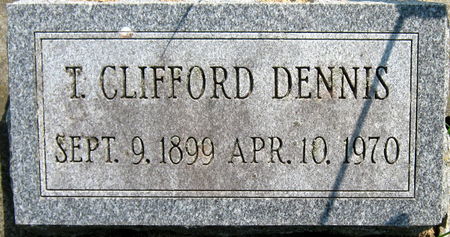 T. CLIFFORD DENNIS
SEPT. 9, 1899 APR. 10, 1970